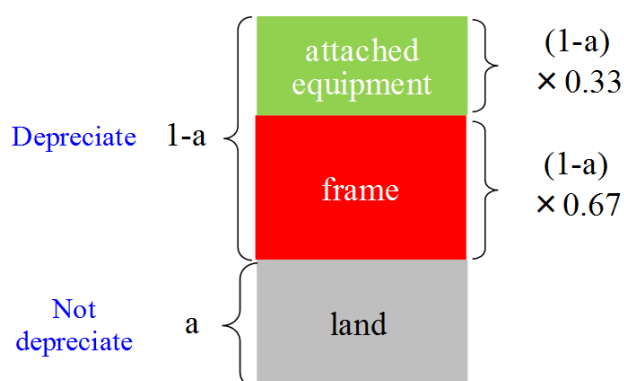 attached
equipment
(1-a)
×0.33
Depreciate
1-a
frame
(1-a)
×0.67
Not
depreciate
a
land